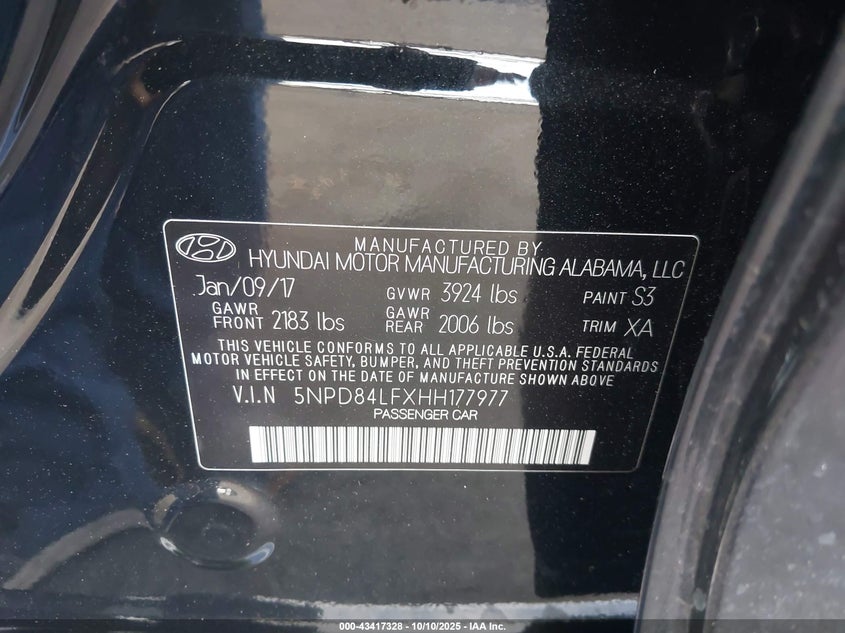 MANUFACTURED BY
HYUNDAI MOTOR MANUFACTURING ALABAMA, LLC
Jan/09/17 GVWR 3924 lbs PAINT S3
GAWR FRONT 2183 lbs GAWR REAR 2006 lbs TRIM XA
THIS VEHICLE CONFORMS TO ALL APPLICABLE U.S.A. FEDERAL
MOTOR VEHICLE SAFETY, BUMPER, AND THEFT PREVENTION STANDARDS
IN EFFECT ON THE DATE OF MANUFACTURE SHOWN ABOVE
V.I.N 5NPD84LFXHH177977
PASSENGER CAR
000-43417328 - 10/10/2025 - IAA Inc.